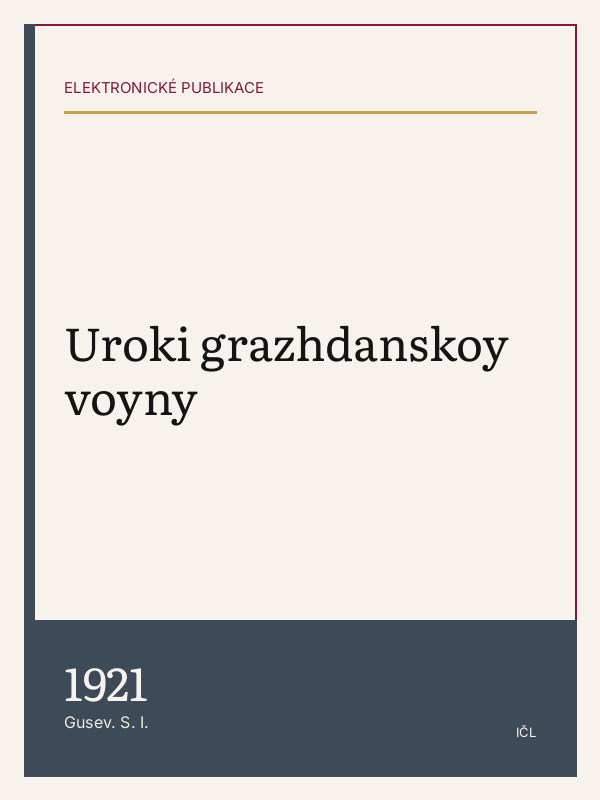 ELEKTRONICKÉ PUBLIKACE
Uroki grazhdanskoy
voyny
1921
Gusev. S. I.
IČL